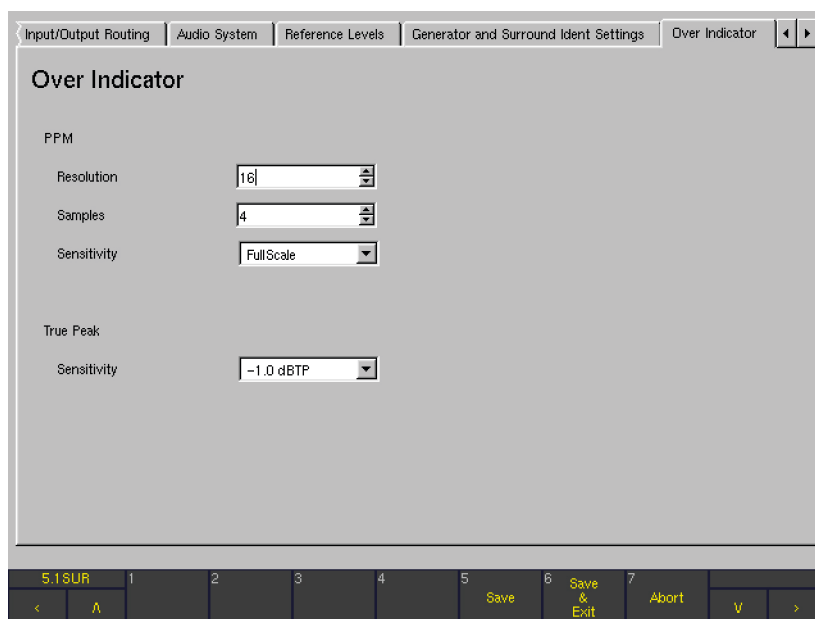 Input/Output Routing Audio System Reference Levels Generator and Surround Ident Settings Over Indicator
Over Indicator
PPM
Resolution 16
Samples 4
Sensitivity FullScale
True Peak
Sensitivity -1.0 dBTP
5.1SUR 1 2 3 4 5 Save 6 Save & Exit 7 Abort
< Λ V >